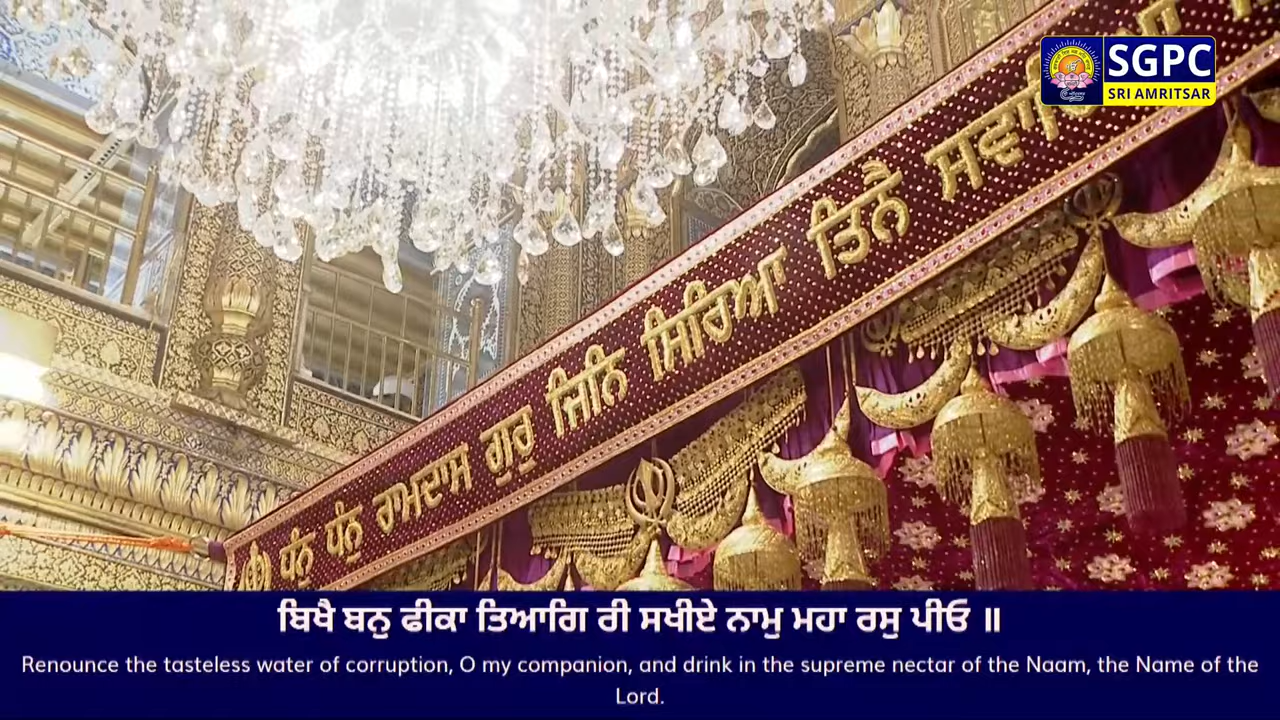 SGPC
SRI AMRITSAR
ਧੰਨੁ ਧੰਨੁ ਰਾਮਦਾਸ ਗੁਰੁ ਜਿਨਿ ਸਿਰਿਆ ਤਿਨੈ
ਬਿਖੈ ਬਨੁ ਫੀਕਾ ਤਿਆਗਿ ਰੀ ਸਖੀਏ ਨਾਮੁ ਮਹਾ ਰਸੁ ਪੀਓ ॥
Renounce the tasteless water of corruption, O my companion, and drink in the supreme nectar of the Naam, the Name of the
Lord.